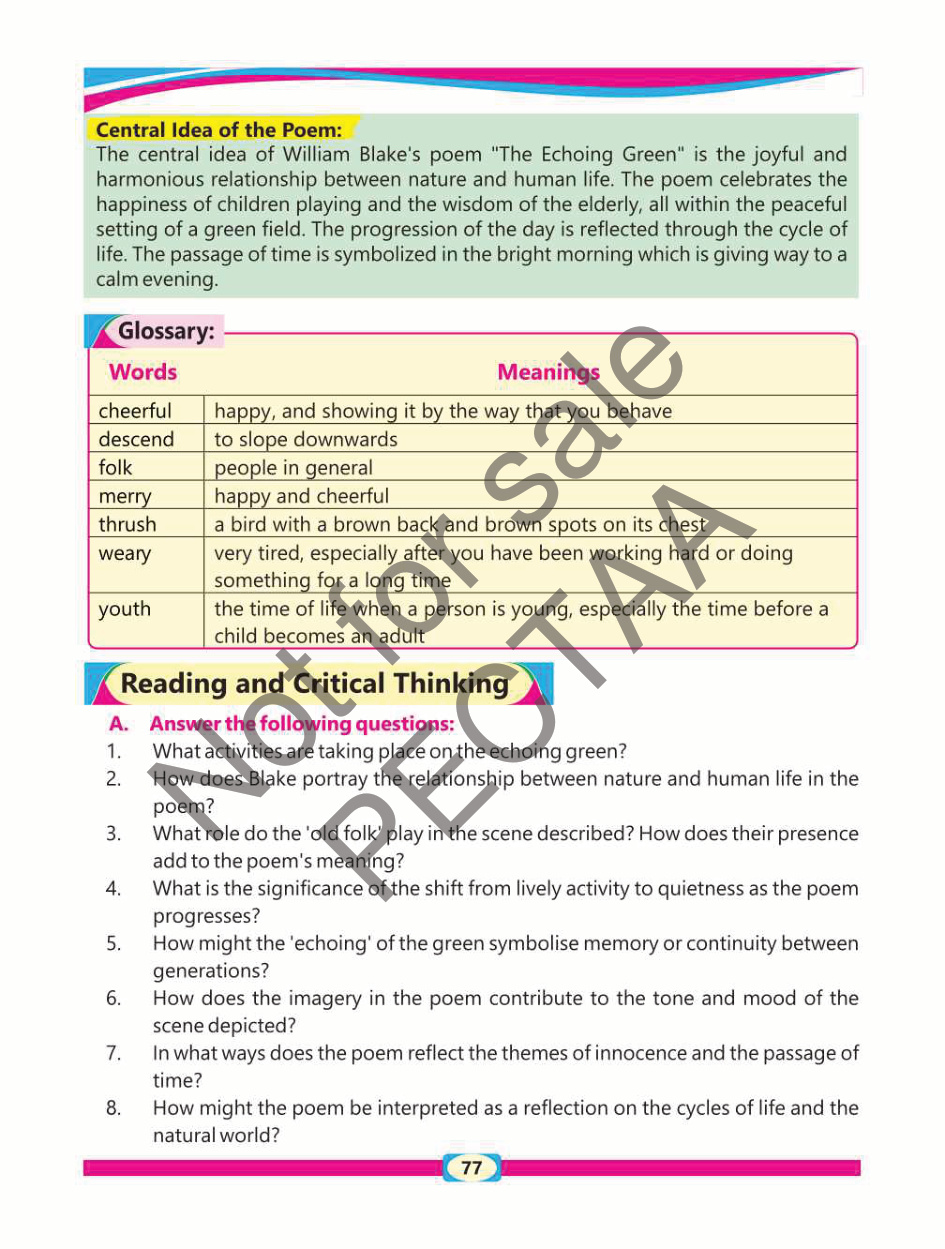 Central Idea of the Poem:
The central idea of William Blake's poem "The Echoing Green" is the joyful and
harmonious relationship between nature and human life. The poem celebrates the
happiness of children playing and the wisdom of the elderly, all within the peaceful
setting of a green field. The progression of the day is reflected through the cycle of
life. The passage of time is symbolized in the bright morning which is giving way to a
calm evening.
Glossary:
Words Meanings
cheerful happy, and showing it by the way that you behave
descend to slope downwards
folk people in general
merry happy and cheerful
thrush a bird with a brown back and brown spots on its chest
weary very tired, especially after you have been working hard or doing
something for a long time
youth the time of life when a person is young, especially the time before a
child becomes an adult
Reading and Critical Thinking
A. Answer the following questions:
1. What activities are taking place on the echoing green?
2. How does Blake portray the relationship between nature and human life in the
poem?
3. What role do the 'old folk' play in the scene described? How does their presence
add to the poem's meaning?
4. What is the significance of the shift from lively activity to quietness as the poem
progresses?
5. How might the 'echoing' of the green symbolise memory or continuity between
generations?
6. How does the imagery in the poem contribute to the tone and mood of the
scene depicted?
7. In what ways does the poem reflect the themes of innocence and the passage of
time?
8. How might the poem be interpreted as a reflection on the cycles of life and the
natural world?
77
Not for sale
PECTAA